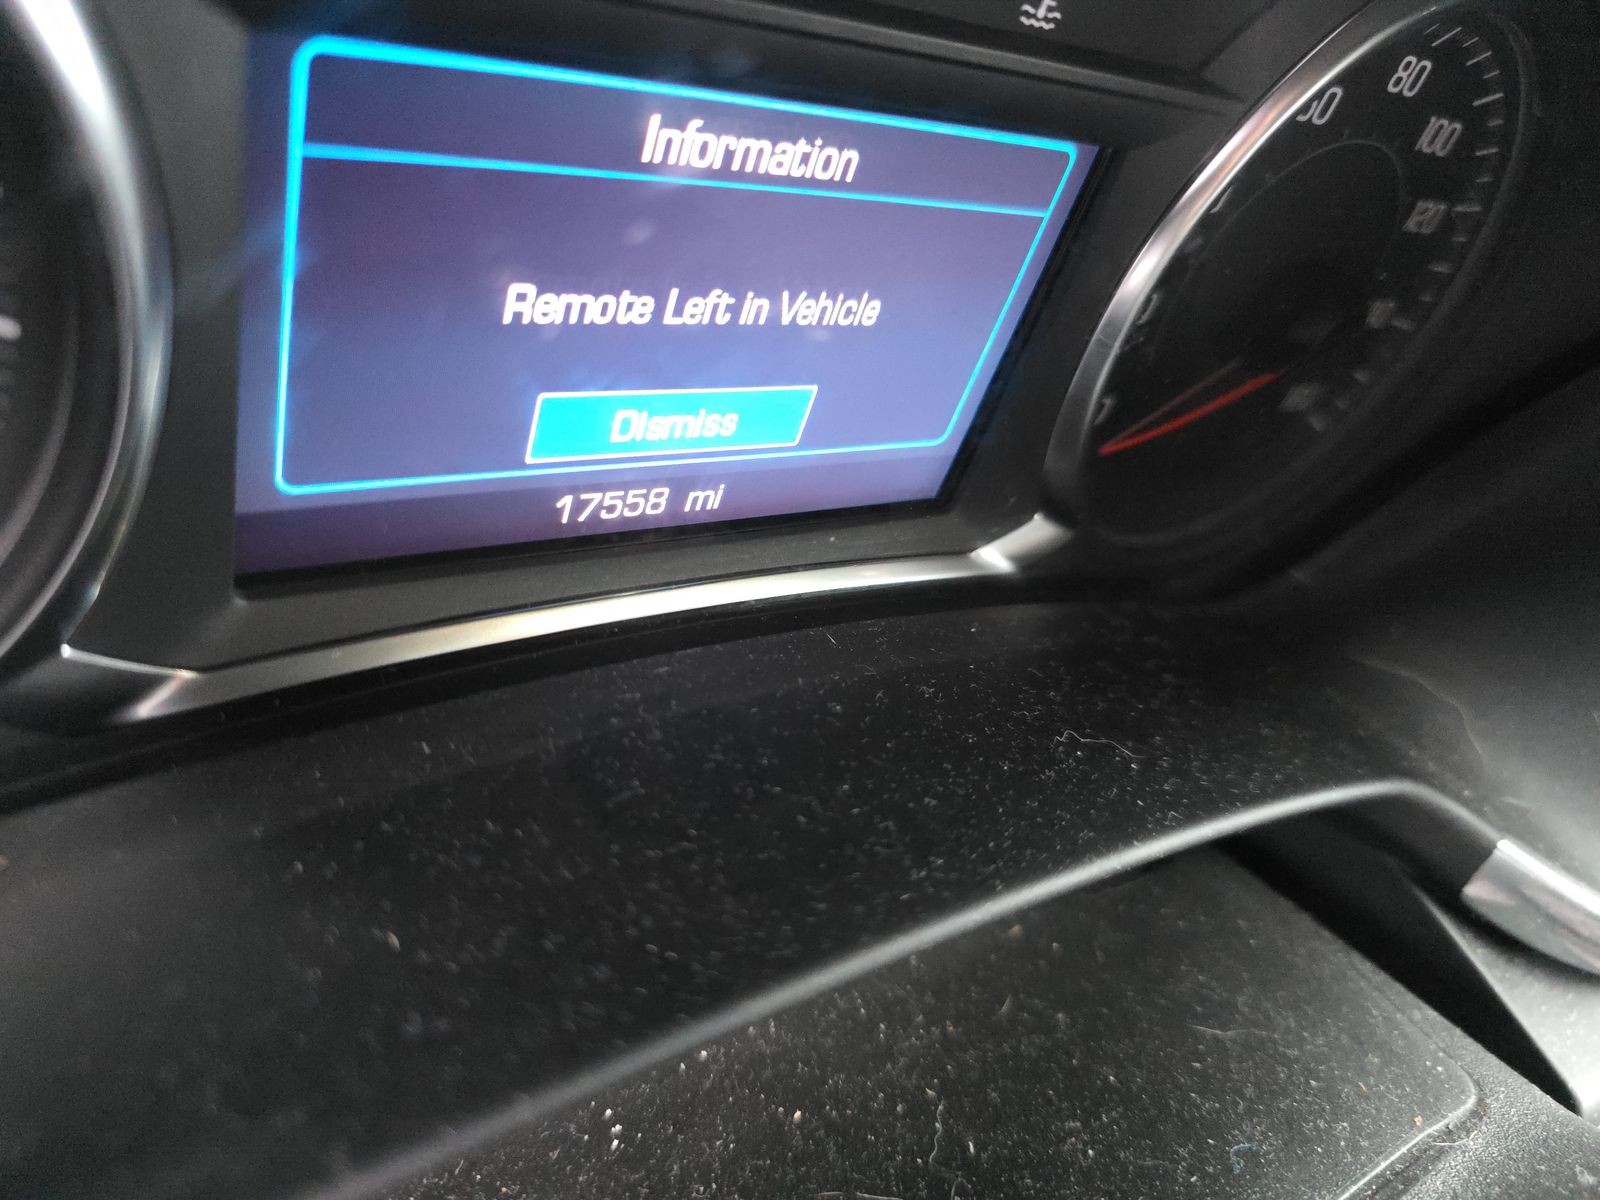 Information
Remote Left in Vehicle
Dismiss
17558 mi
80
100
120